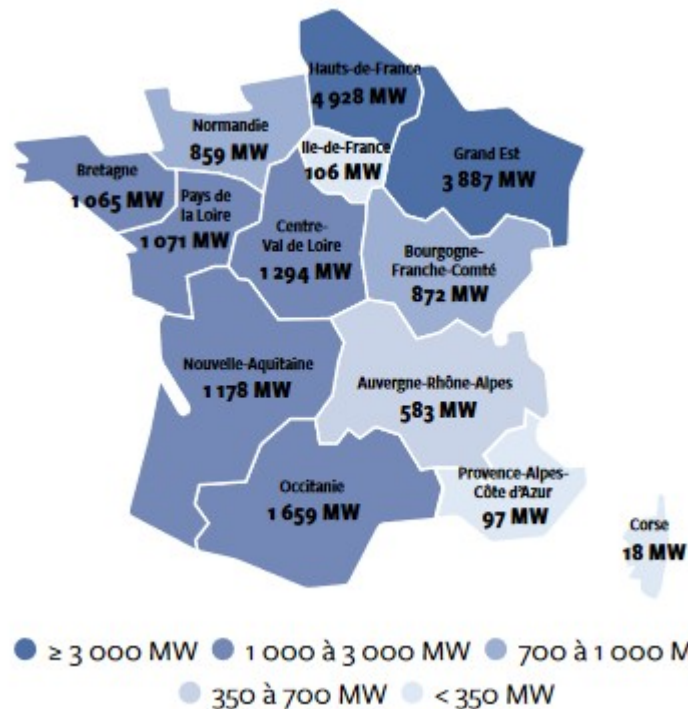 Hauts-de-France
4 928 MW
Normandie
859 MW
Ile-de-France
106 MW
Grand Est
3 887 MW
Bretagne
1 065 MW
Pays de
la Loire
1 071 MW
Centre-
Val de Loire
1 294 MW
Bourgogne-
Franche-Comté
872 MW
Nouvelle-Aquitaine
1 178 MW
Auvergne-Rhône-Alpes
583 MW
Occitanie
1 659 MW
Provence-Alpes-
Côte d'Azur
97 MW
Corse
18 MW
≥ 3 000 MW 1 000 à 3 000 MW 700 à 1 000 M
350 à 700 MW < 350 MW